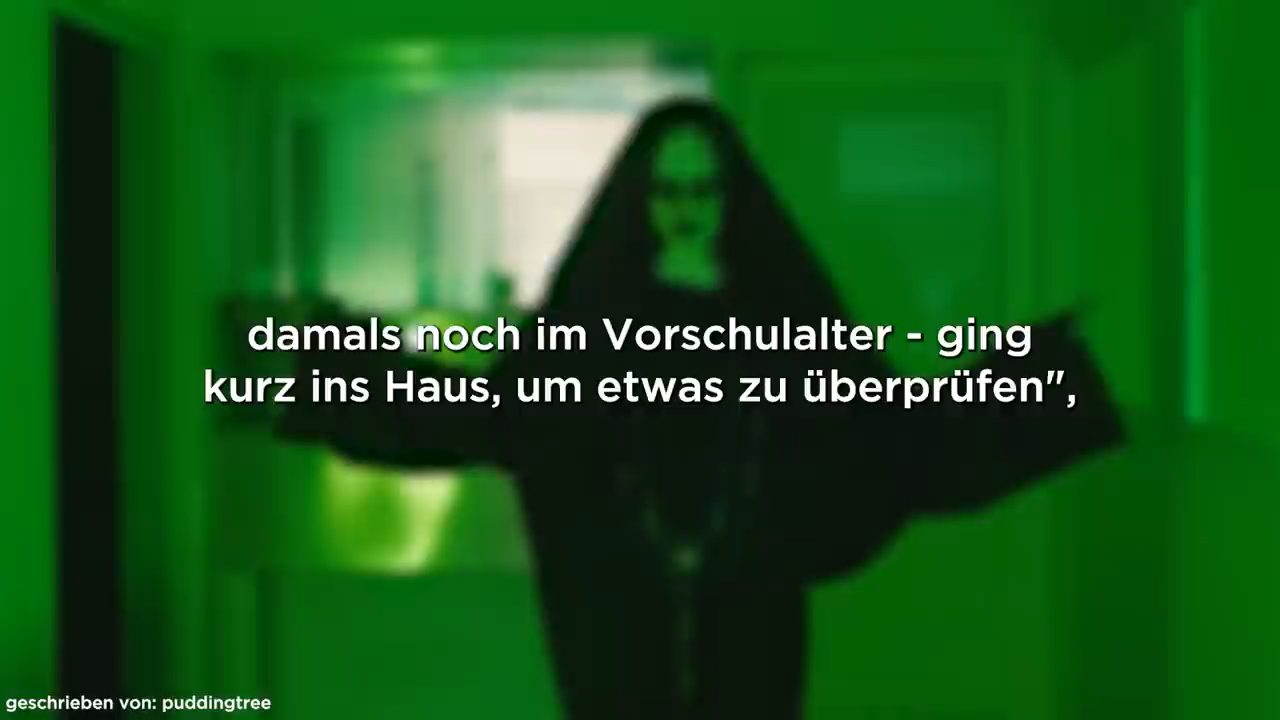 damals noch im Vorschulalter - ging
kurz ins Haus, um etwas zu überprüfen",
geschrieben von: puddingtree